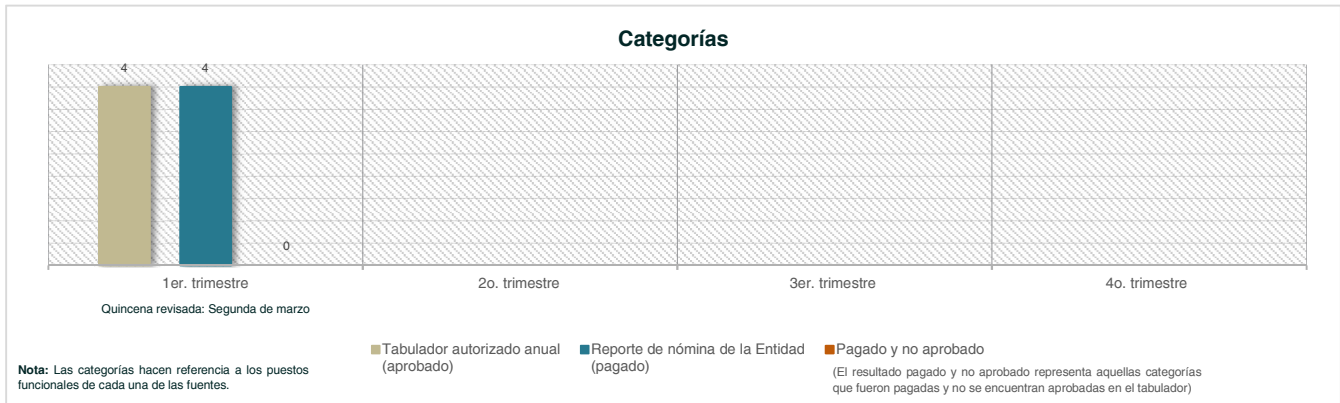 Categorías
4
4
0
1er. trimestre
2o. trimestre
3er. trimestre
4o. trimestre
Quincena revisada: Segunda de marzo
Tabulador autorizado anual
(aprobado)
Reporte de nómina de la Entidad
(pagado)
Pagado y no aprobado
(El resultado pagado y no aprobado representa aquellas categorías
que fueron pagadas y no se encuentran aprobadas en el tabulador)
Nota: Las categorías hacen referencia a los puestos
funcionales de cada una de las fuentes.